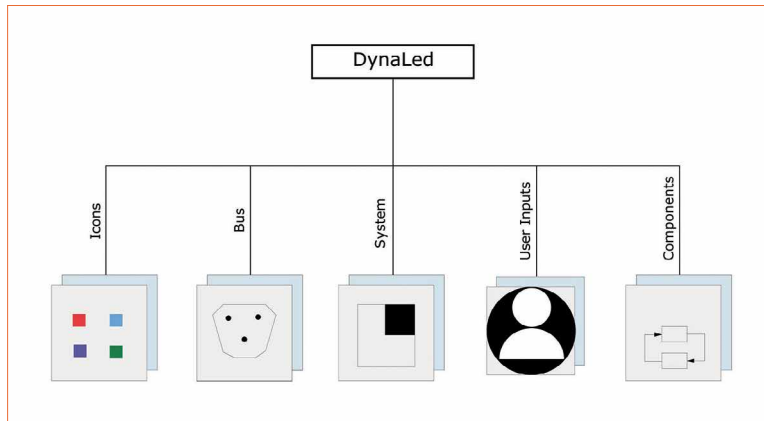 DynaLed
Icons
Bus
System
User Inputs
Components